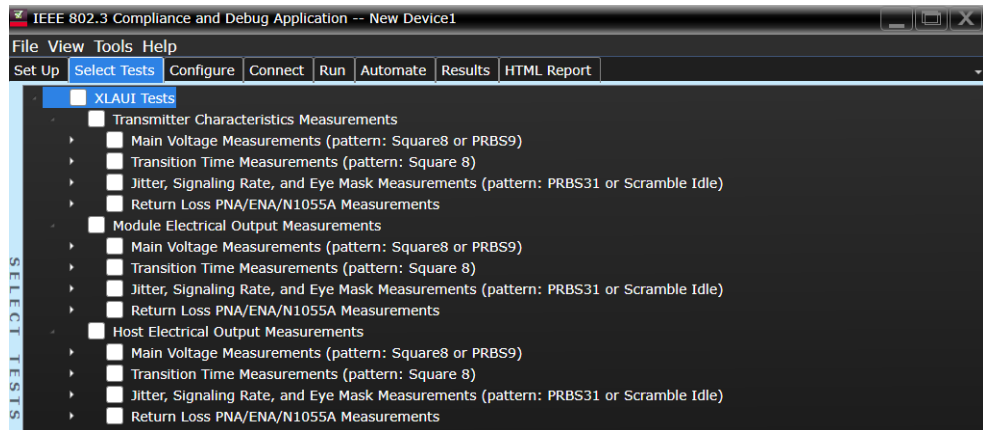 IEEE 802.3 Compliance and Debug Application -- New Device1
File View Tools Help
Set Up Select Tests Configure Connect Run Automate Results HTML Report
XLAUI Tests
Transmitter Characteristics Measurements
Main Voltage Measurements (pattern: Square8 or PRBS9)
Transition Time Measurements (pattern: Square 8)
Jitter, Signaling Rate, and Eye Mask Measurements (pattern: PRBS31 or Scramble Idle)
Return Loss PNA/ENA/N1055A Measurements
Module Electrical Output Measurements
Main Voltage Measurements (pattern: Square8 or PRBS9)
Transition Time Measurements (pattern: Square 8)
Jitter, Signaling Rate, and Eye Mask Measurements (pattern: PRBS31 or Scramble Idle)
Return Loss PNA/ENA/N1055A Measurements
Host Electrical Output Measurements
Main Voltage Measurements (pattern: Square8 or PRBS9)
Transition Time Measurements (pattern: Square 8)
Jitter, Signaling Rate, and Eye Mask Measurements (pattern: PRBS31 or Scramble Idle)
Return Loss PNA/ENA/N1055A Measurements
SELECT TESTS